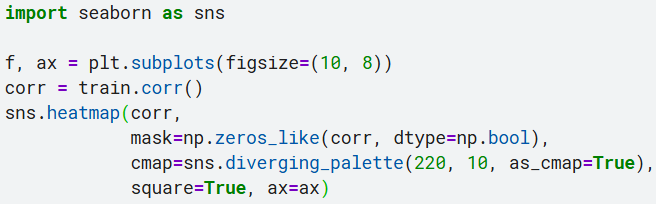 import seaborn as sns
f, ax = plt.subplots(figsize=(10, 8))
corr = train.corr()
sns.heatmap(corr,
            mask=np.zeros_like(corr, dtype=np.bool),
            cmap=sns.diverging_palette(220, 10, as_cmap=True),
            square=True, ax=ax)